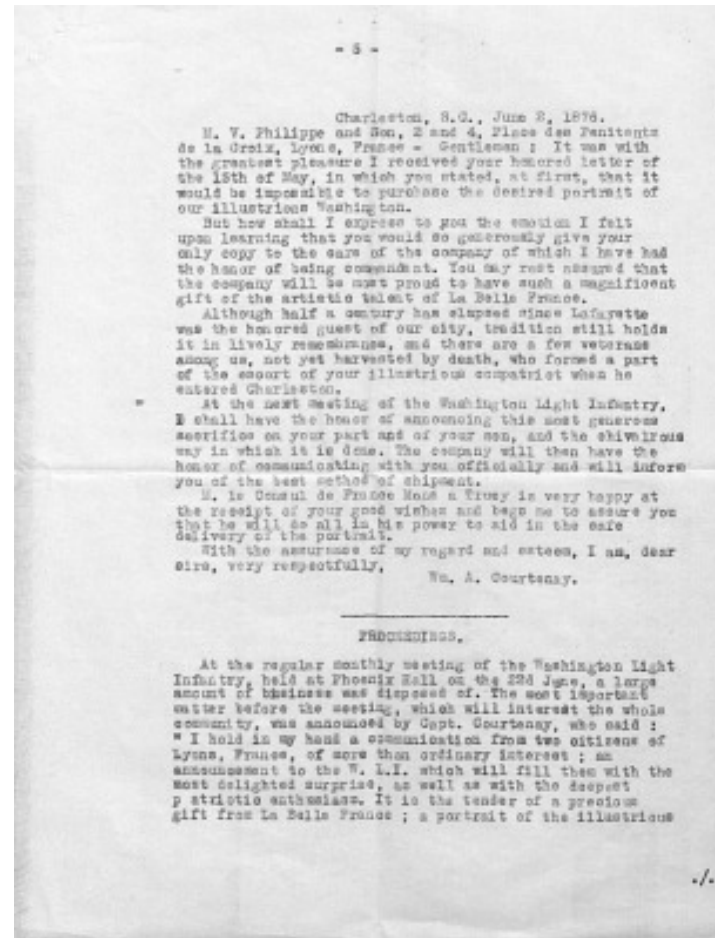 - 5 -
Charleston, S.C., June 2, 1876.
M. V. Philippe and Son, 2 and 4, Place des Penitents
de la Croix, Lyons, France - Gentlemen : It was with
the greatest pleasure I received your honored letter of
the 15th of May, in which you stated, at first, that it
would be impossible to purchase the desired portrait of
our illustrious Washington.
But how shall I express to you the emotion I felt
upon learning that you would so generously give your
only copy to the care of the company of which I have had
the honor of being commandant. You may rest assured that
the company will be most proud to have such a magnificent
gift of the artistic talent of La Belle France.
Although half a century has elapsed since Lafayette
was the honored guest of our city, tradition still holds
it in lively remembrance, and there are a few veterans
among us, not yet harvested by death, who formed a part
of the escort of your illustrious compatriot when he
entered Charleston.
At the next meeting of the Washington Light Infantry,
I shall have the honor of announcing this most generous
sacrifice on your part and of your son, and the chivalrous
way in which it is done. The company will then have the
honor of communicating with you officially and will inform
you of the best method of shipment.
M. le Consul de France is very happy at
the receipt of your good wishes and begs me to assure you
that he will do all in his power to aid in the safe
delivery of the portrait.
With the assurance of my regard and esteem, I am, dear
sirs, very respectfully,
Wm. A. Courtenay.
PROCEEDINGS.
At the regular monthly meeting of the Washington Light
Infantry, held at Phoenix Hall on the 22d June, a large
amount of business was disposed of. The most important
matter before the meeting, which will interest the whole
community, was announced by Capt. Courtenay, who said :
" I hold in my hand a communication from two citizens of
Lyons, France, of more than ordinary interest ; an
announcement to the W. L.I. which will fill them with the
most delighted surprise, as well as with the deepest
p atriotic enthusiasm. It is the tender of a precious
gift from La Belle France ; a portrait of the illustrious
./.